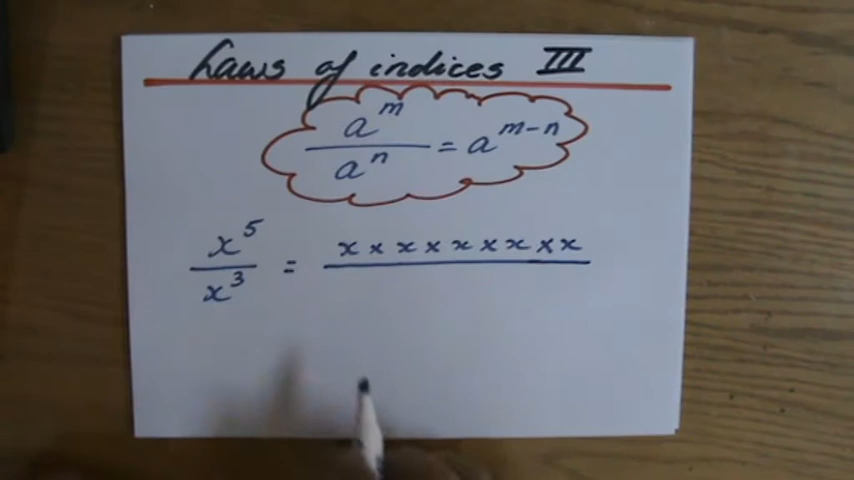 Laws of indices III
a^m / a^n = a^(m-n)
x^5 / x^3 = x × x × x × x × x